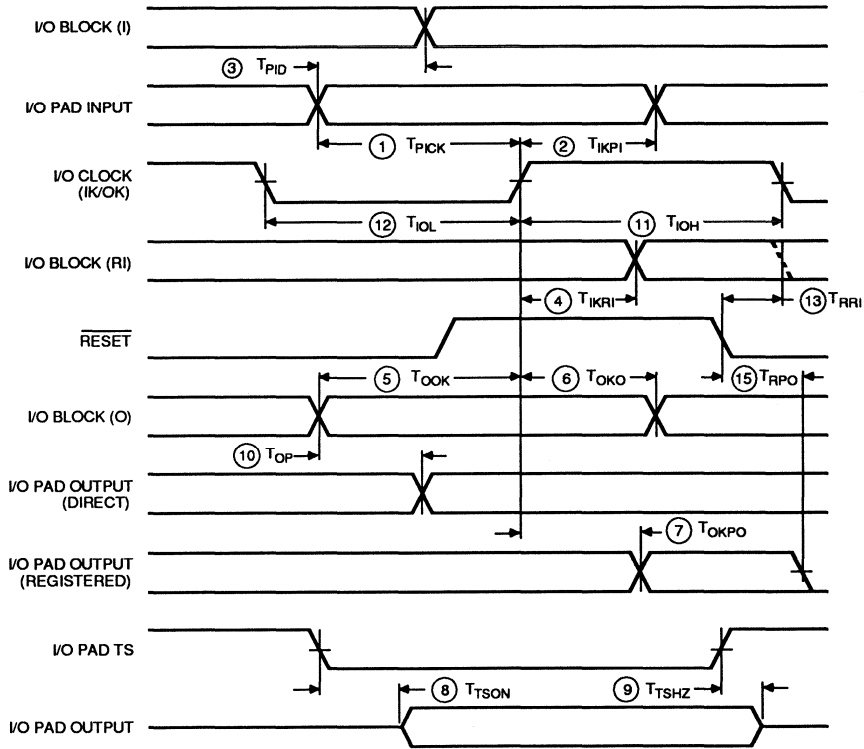 I/O BLOCK (I)
③ TPID
I/O PAD INPUT
① TPICK
② TIKPI
I/O CLOCK
(IK/OK)
⑫ TIOL
⑪ TIOH
I/O BLOCK (RI)
④ TIKRI
⑬ TRRI
RESET
⑤ TOOK
⑥ TOKO
⑮ TRPO
I/O BLOCK (O)
⑩ TOP
I/O PAD OUTPUT
(DIRECT)
⑦ TOKPO
I/O PAD OUTPUT
(REGISTERED)
I/O PAD TS
⑧ TTSON
⑨ TTSHZ
I/O PAD OUTPUT